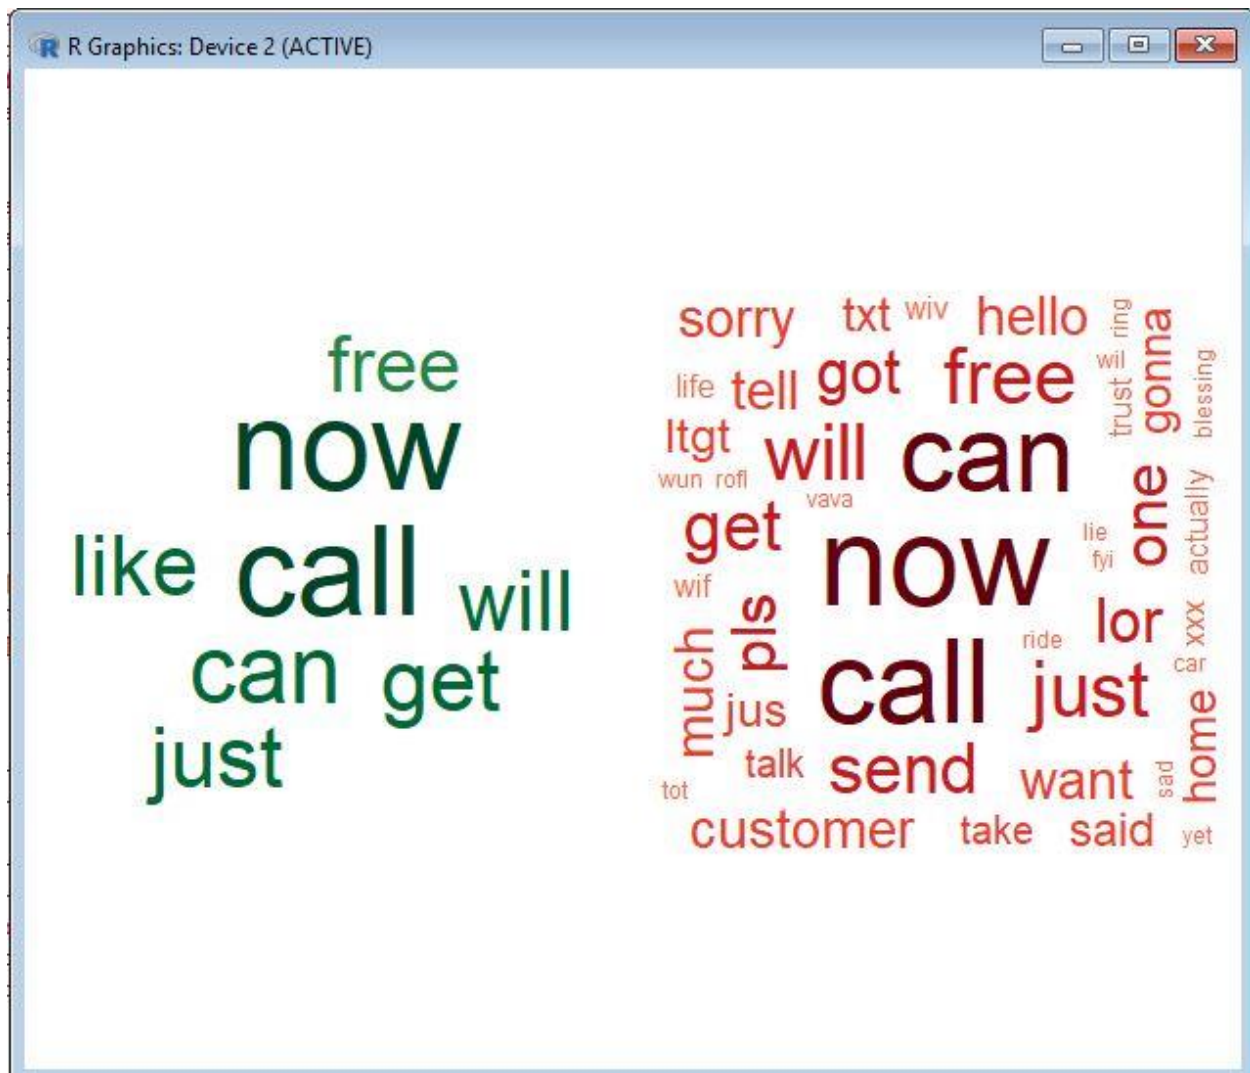 R Graphics: Device 2 (ACTIVE)
free
now
like
call
will
can
get
just
sorry
txt
wiv
hello
ring
gonna
life
tell
got
free
wil
trust
blessing
ltgt
will
can
wun
rofl
vava
one
actually
get
now
lie
fyi
wif
pls
lor
xxx
much
call
ride
car
jus
just
home
talk
send
want
sad
tot
customer
take
said
yet